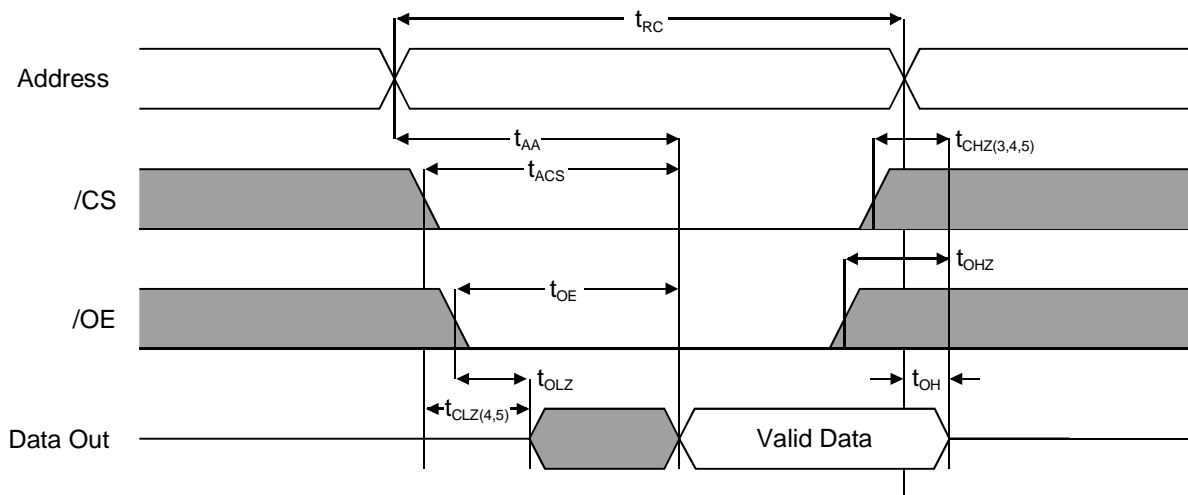 tRC
Address
tAA
tCHZ(3,4,5)
tACS
/CS
tOHZ
tOE
/OE
tOLZ
tOH
tCLZ(4,5)
Data Out
Valid Data